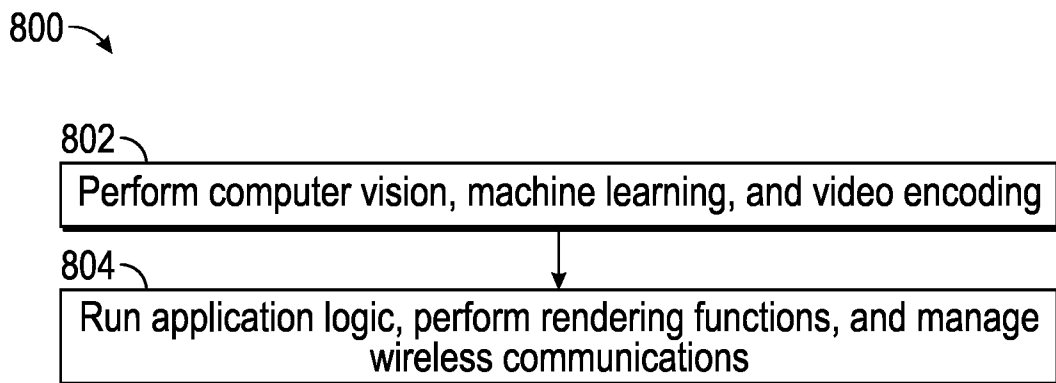 800
802
Perform computer vision, machine learning, and video encoding
804
Run application logic, perform rendering functions, and manage
wireless communications